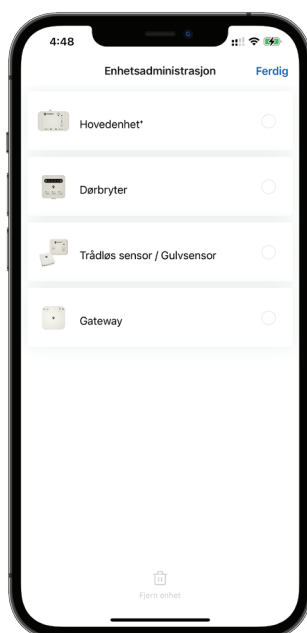 4:48
Enhetsadministrasjon
Ferdig
Hovedenhet+
Dørbryter
Trådløs sensor / Gulvsensor
Gateway
Fjern enhet